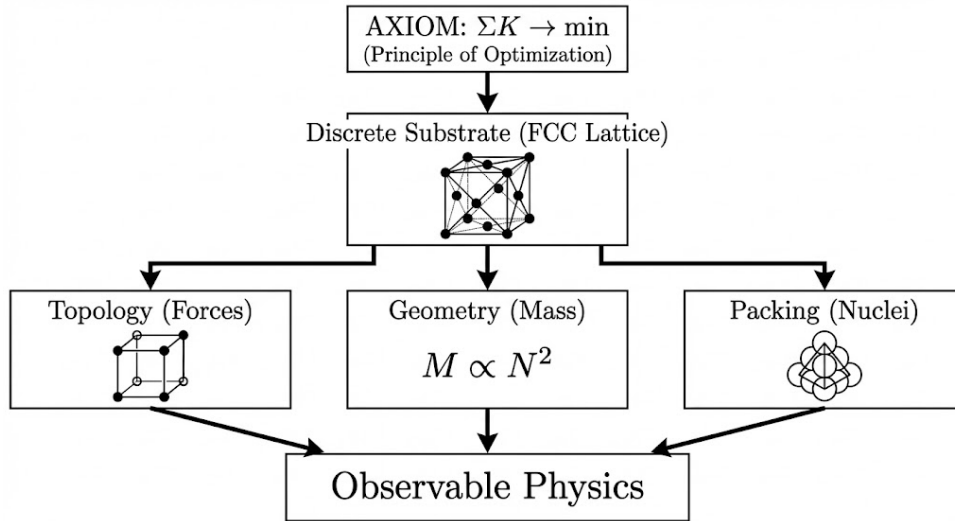 AXIOM: ΣK → min
(Principle of Optimization)
Discrete Substrate (FCC Lattice)
Topology (Forces)
Geometry (Mass)
M ∝ N²
Packing (Nuclei)
Observable Physics